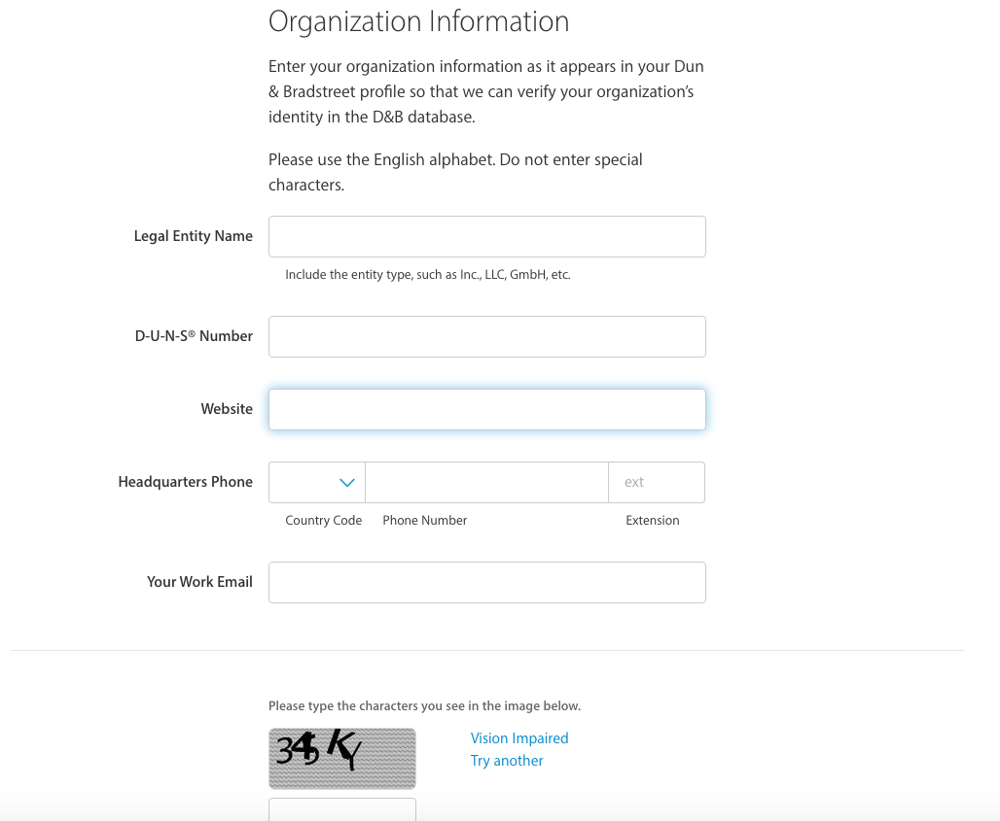 Organization Information
Enter your organization information as it appears in your Dun
& Bradstreet profile so that we can verify your organization’s
identity in the D&B database.
Please use the English alphabet. Do not enter special
characters.
Legal Entity Name
Include the entity type, such as Inc., LLC, GmbH, etc.
D-U-N-S® Number
Website
Headquarters Phone
ext
Country Code Phone Number Extension
Your Work Email
Please type the characters you see in the image below.
Vision Impaired
Try another